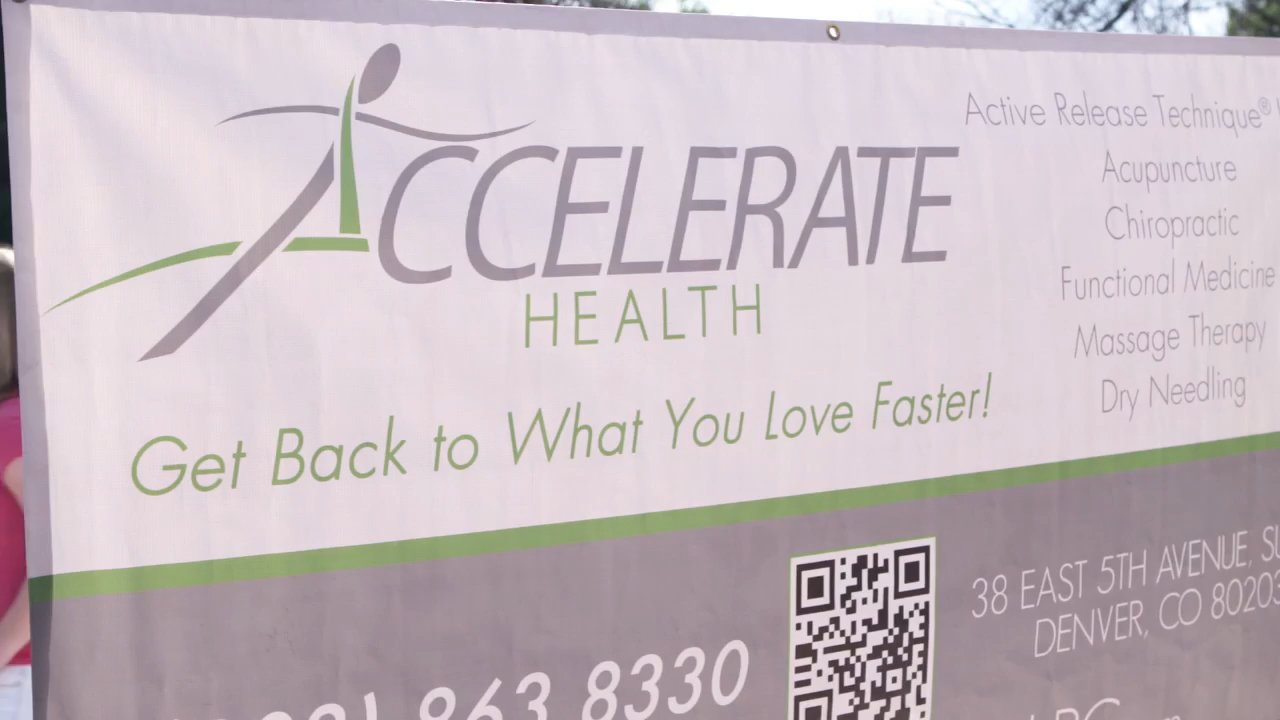 ACCELERATE
HEALTH
Get Back to What You Love Faster!
Active Release Technique®
Acupuncture
Chiropractic
Functional Medicine
Massage Therapy
Dry Needling
863 8330
38 EAST 5TH AVENUE,
DENVER, CO 80203